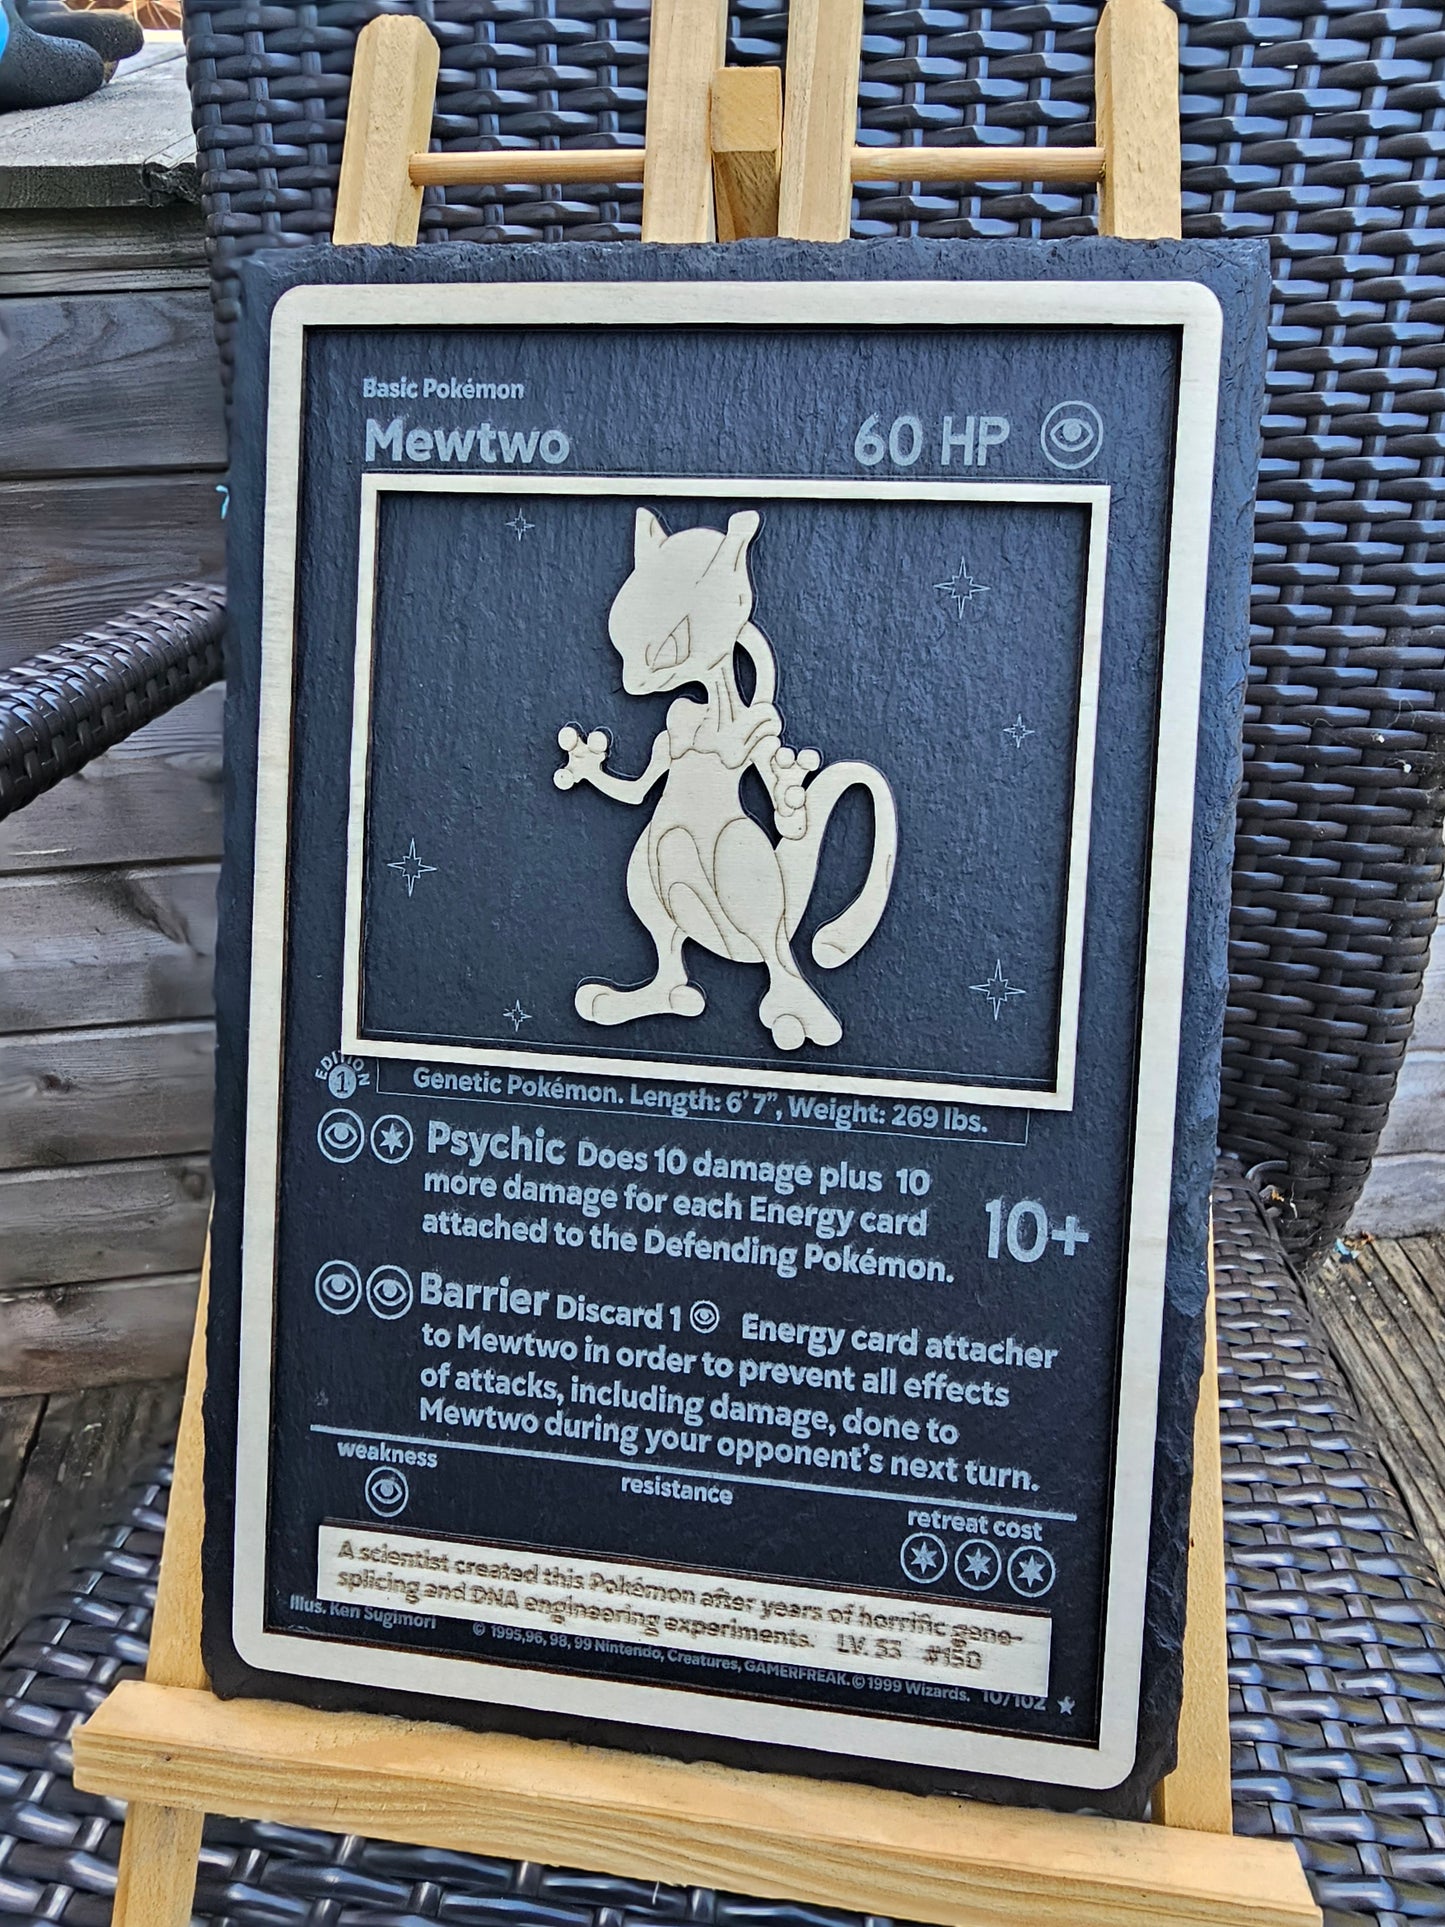 Basic Pokémon
Mewtwo 60 HP
EDITION
1
Genetic Pokémon. Length: 6' 7", Weight: 269 lbs.
Psychic Does 10 damage plus 10
more damage for each Energy card
attached to the Defending Pokémon.
10+
Barrier Discard 1 Energy card attacher
to Mewtwo in order to prevent all effects
of attacks, including damage, done to
Mewtwo during your opponent's next turn.
weakness
resistance
retreat cost
A scientist created this Pokémon after years of horrific gene-
splicing and DNA engineering experiments. LV. 53 #150
Illus. Ken Sugimori
© 1995,96, 98, 99 Nintendo, Creatures, GAMERFREAK. © 1999 Wizards. 10/102